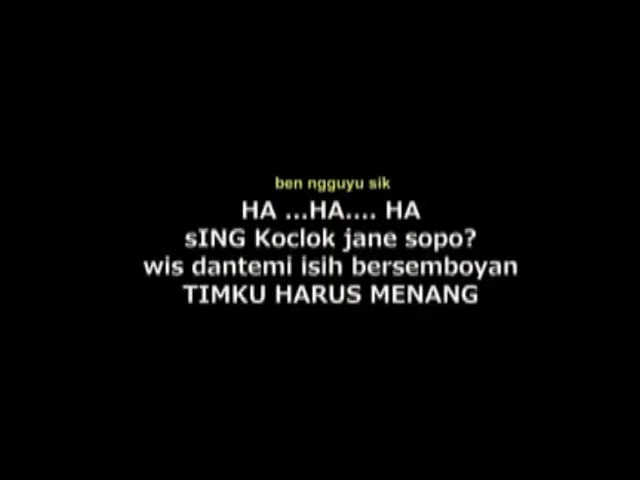 ben ngguyu sik
HA ...HA.... HA
sING Koclok jane sopo?
wis dantemi isih bersemboyan
TIMKU HARUS MENANG